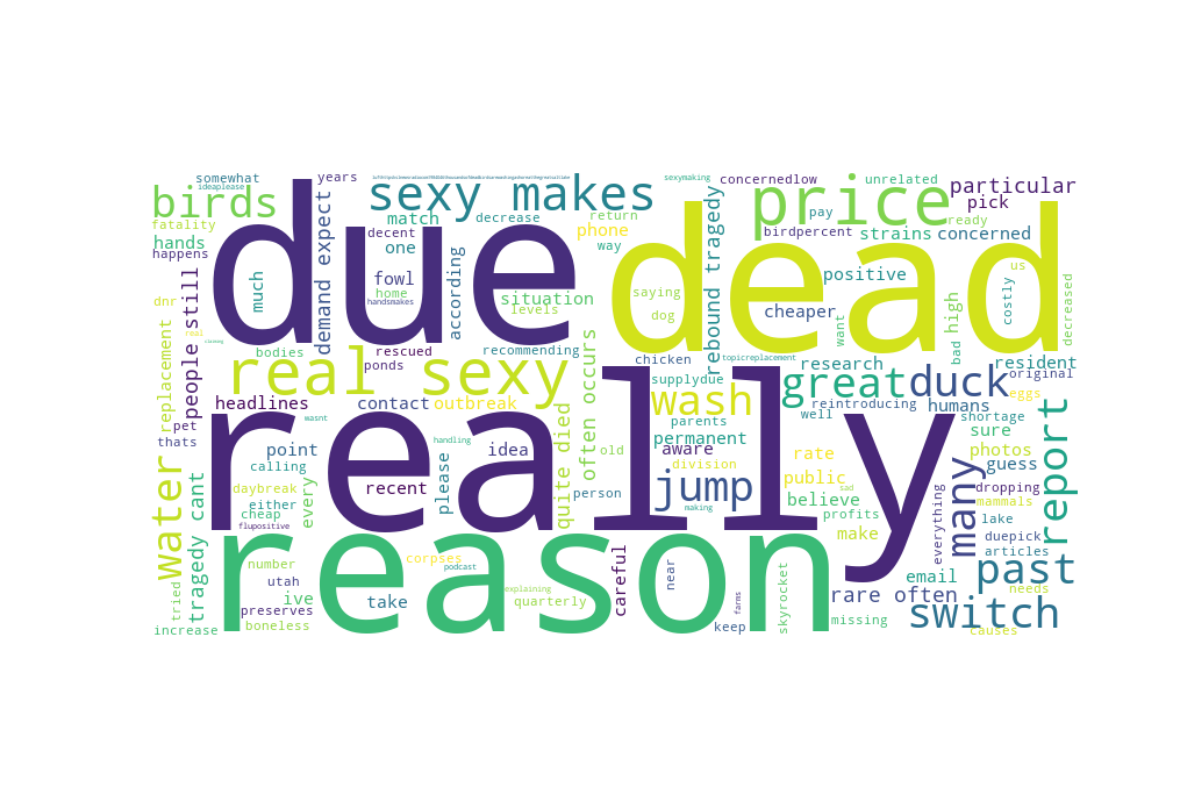 somewhat
years
sexy makes
sexymaking
concernedlow
unrelated
particular
ideaplease
birds
due
match
decrease
return
price
pick
fatality
decent
phone
pay
ready
hands
one
way
dead
birdpercent
strains
concerned
happens
demand expect
according
rebound tragedy
us
much
fowl
situation
saying
positive
costly
decreased
home
levels
dog
cheaper
want
bad high
dnr
people still
handsmakes
replacement
real
closing
bodies
rescued
recommending
chicken
topicreplacement
research
resident
ponds
real sexy
often occurs
supplydue
great
duck
original
headlines
contact
outbreak
wash
reintroducing
humans
eggs
pet
wasnt
parents
well
shortage
thats
really
handling
permanent
sure
report
point
idea
old
aware
rate
photos
calling
please
quite died
division
public
many
guess
water
tragedy cant
daybreak
every
recent
person
jump
sad
believe
everything
dropping
either
mammals
cheap
making
profits
lake
flupositive
reason
make
duepick
number
corpses
careful
near
articles
past
utah
podcast
email
tried
preserves
ive
take
explaining
quarterly
farms
skyrocket
rare often
needs
switch
increase
boneless
keep
missing
causes